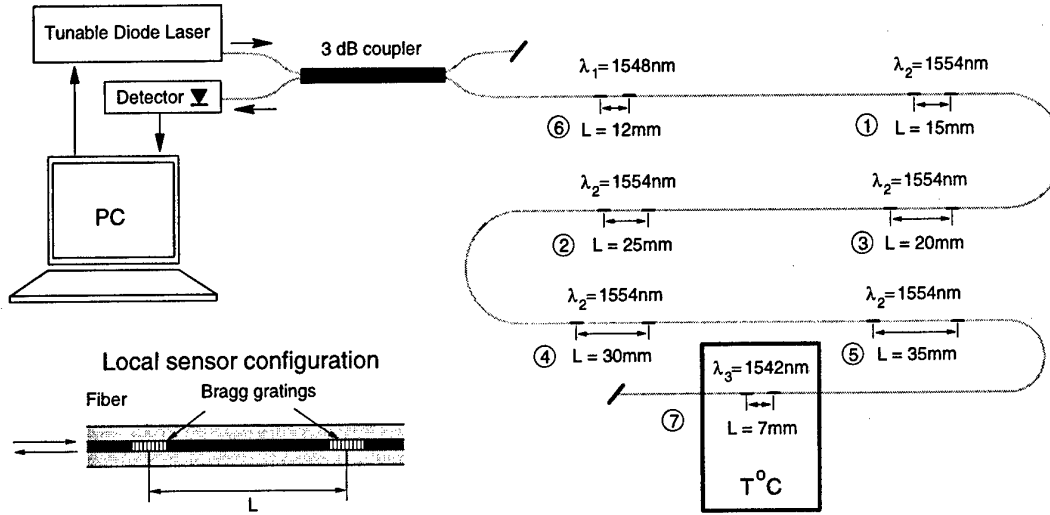 Tunable Diode Laser
3 dB coupler
Detector
PC
λ1=1548nm
⑥ L = 12mm
λ2=1554nm
① L = 15mm
λ2=1554nm
② L = 25mm
λ2=1554nm
③ L = 20mm
λ2=1554nm
④ L = 30mm
λ2=1554nm
⑤ L = 35mm
λ3=1542nm
⑦ L = 7mm
T°C
Local sensor configuration
Bragg gratings
Fiber
L